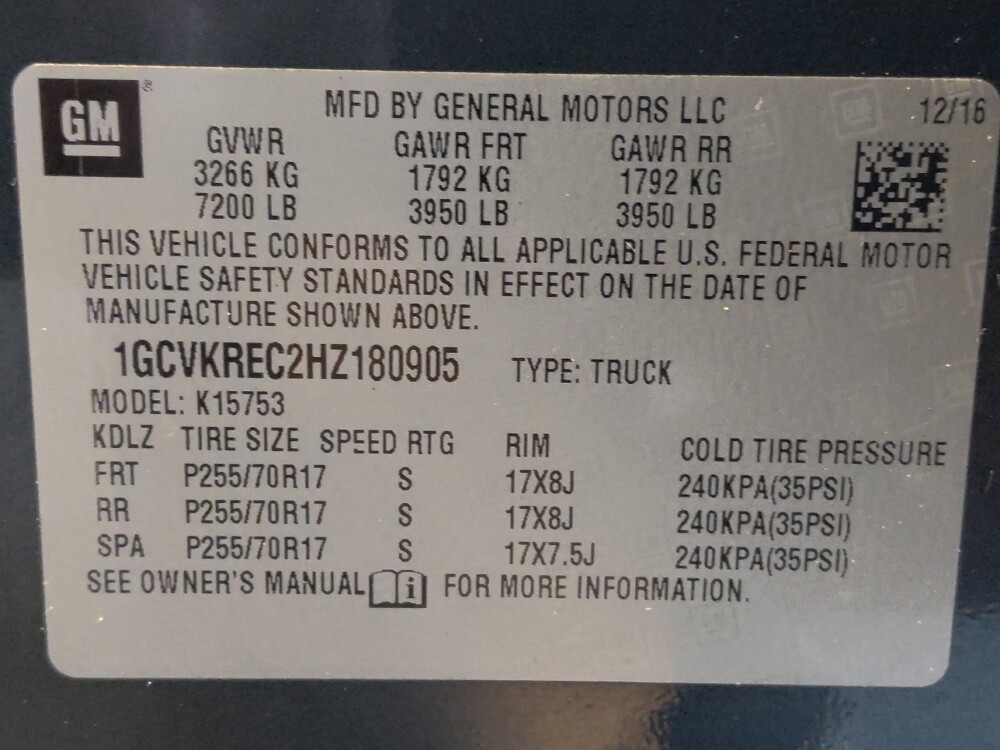 GM ®
MFD BY GENERAL MOTORS LLC 12/16
GVWR GAWR FRT GAWR RR
3266 KG 1792 KG 1792 KG
7200 LB 3950 LB 3950 LB
THIS VEHICLE CONFORMS TO ALL APPLICABLE U.S. FEDERAL MOTOR
VEHICLE SAFETY STANDARDS IN EFFECT ON THE DATE OF
MANUFACTURE SHOWN ABOVE.
1GCVKREC2HZ180905 TYPE: TRUCK
MODEL: K15753
KDLZ TIRE SIZE SPEED RTG RIM COLD TIRE PRESSURE
FRT P255/70R17 S 17X8J 240KPA(35PSI)
RR P255/70R17 S 17X8J 240KPA(35PSI)
SPA P255/70R17 S 17X7.5J 240KPA(35PSI)
SEE OWNER'S MANUAL i FOR MORE INFORMATION.